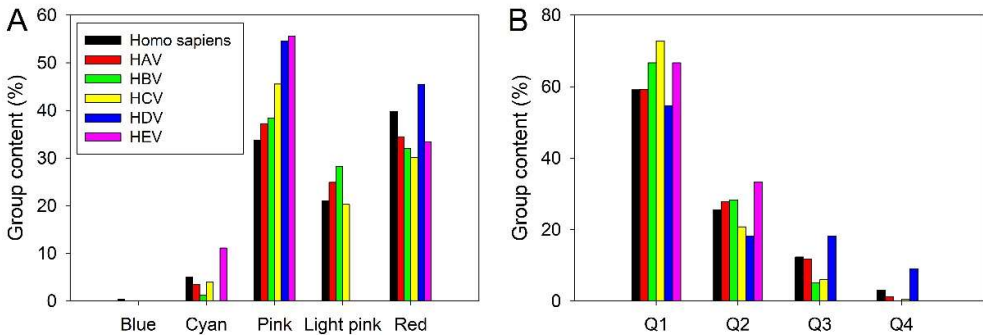 A
Group content (%)
60
50
40
30
20
10
0
Homo sapiens
HAV
HBV
HCV
HDV
HEV
Blue Cyan Pink Light pink Red
B
Group content (%)
80
60
40
20
0
Q1 Q2 Q3 Q4